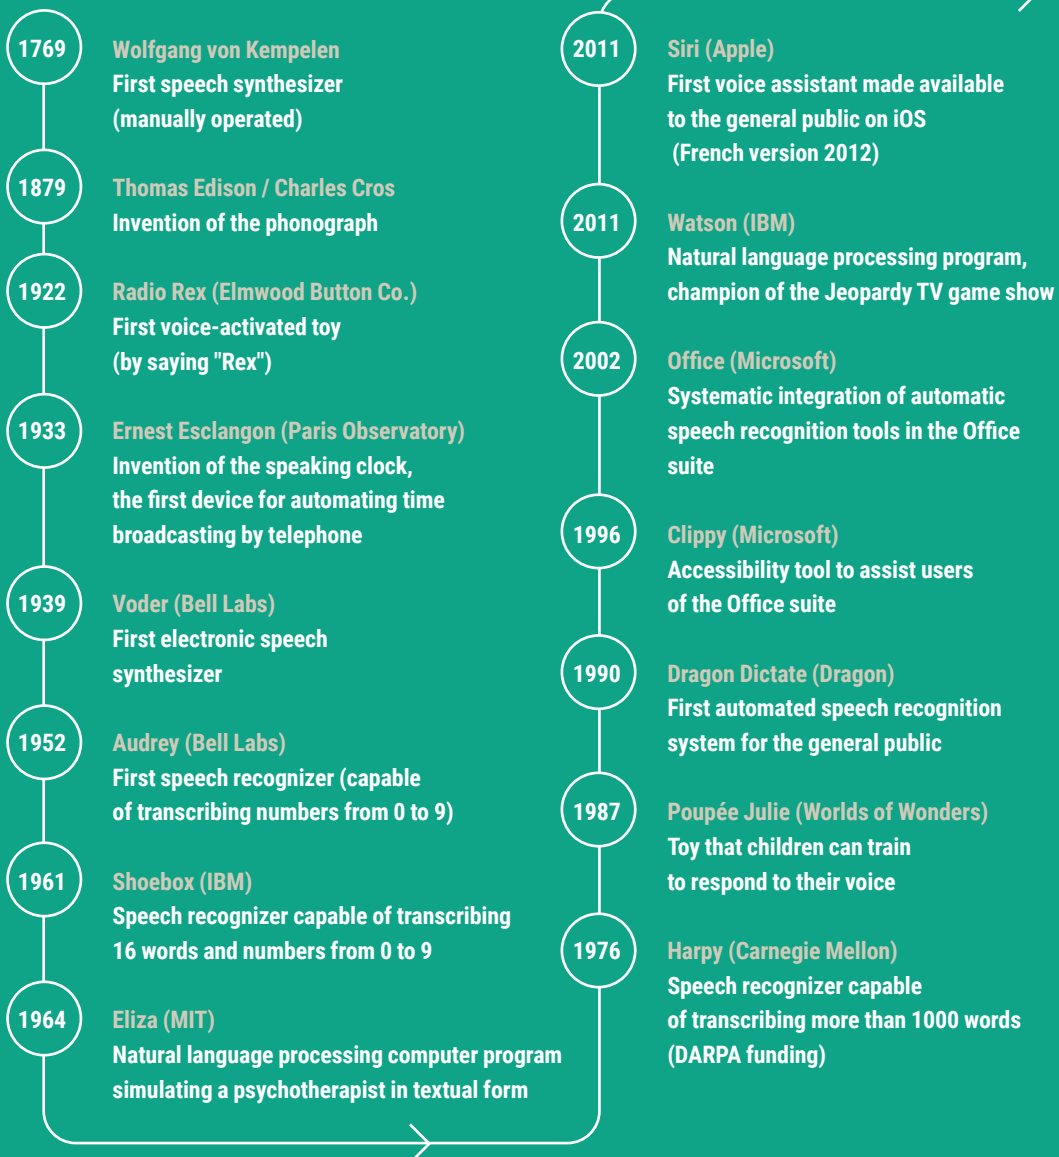 1769
Wolfgang von Kempelen
First speech synthesizer
(manually operated)
1879
Thomas Edison / Charles Cros
Invention of the phonograph
1922
Radio Rex (Elmwood Button Co.)
First voice-activated toy
(by saying "Rex")
1933
Ernest Esclangon (Paris Observatory)
Invention of the speaking clock,
the first device for automating time
broadcasting by telephone
1939
Voder (Bell Labs)
First electronic speech
synthesizer
1952
Audrey (Bell Labs)
First speech recognizer (capable
of transcribing numbers from 0 to 9)
1961
Shoebox (IBM)
Speech recognizer capable of transcribing
16 words and numbers from 0 to 9
1964
Eliza (MIT)
Natural language processing computer program
simulating a psychotherapist in textual form
2011
Siri (Apple)
First voice assistant made available
to the general public on iOS
(French version 2012)
2011
Watson (IBM)
Natural language processing program,
champion of the Jeopardy TV game show
2002
Office (Microsoft)
Systematic integration of automatic
speech recognition tools in the Office
suite
1996
Clippy (Microsoft)
Accessibility tool to assist users
of the Office suite
1990
Dragon Dictate (Dragon)
First automated speech recognition
system for the general public
1987
Poupée Julie (Worlds of Wonders)
Toy that children can train
to respond to their voice
1976
Harpy (Carnegie Mellon)
Speech recognizer capable
of transcribing more than 1000 words
(DARPA funding)